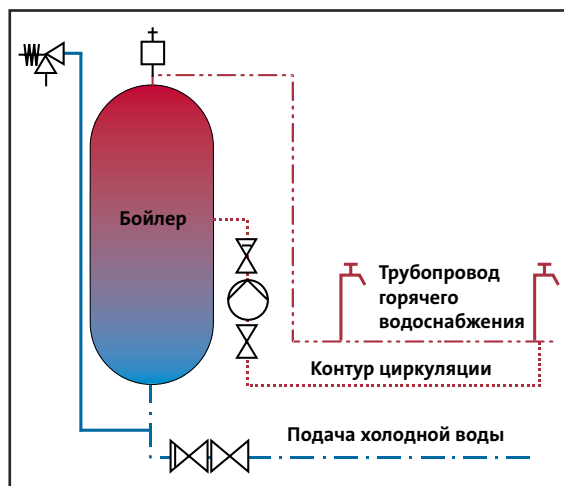 Бойлер
Трубопровод
горячего
водоснабжения
Контур циркуляции
Подача холодной воды